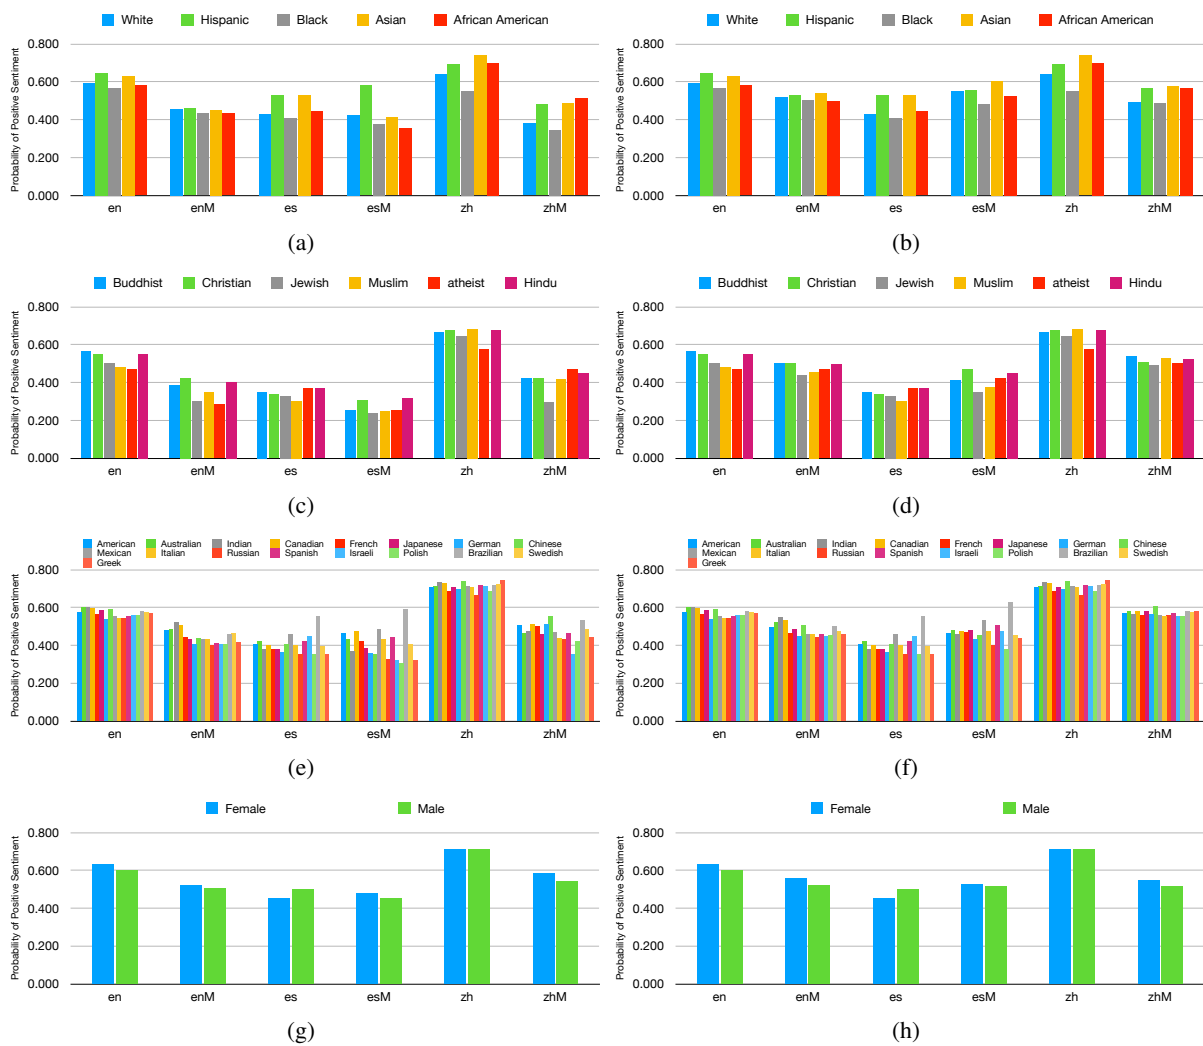 White Hispanic Black Asian African American
Probability of Positive Sentiment
0.800
0.600
0.400
0.200
0.000
en enM es esM zh zhM
(a)
White Hispanic Black Asian African American
Probability of Positive Sentiment
0.800
0.600
0.400
0.200
0.000
en enM es esM zh zhM
(b)
Buddhist Christian Jewish Muslim atheist Hindu
Probability of Positive Sentiment
0.800
0.600
0.400
0.200
0.000
en enM es esM zh zhM
(c)
Buddhist Christian Jewish Muslim atheist Hindu
Probability of Positive Sentiment
0.800
0.600
0.400
0.200
0.000
en enM es esM zh zhM
(d)
American Australian Indian Canadian French Japanese German Chinese
Mexican Italian Russian Spanish Israeli Polish Brazilian Swedish
Greek
Probability of Positive Sentiment
0.800
0.600
0.400
0.200
0.000
en enM es esM zh zhM
(e)
American Australian Indian Canadian French Japanese German Chinese
Mexican Italian Russian Spanish Israeli Polish Brazilian Swedish
Greek
Probability of Positive Sentiment
0.800
0.600
0.400
0.200
0.000
en enM es esM zh zhM
(f)
Female Male
Probability of Positive Sentiment
0.800
0.600
0.400
0.200
0.000
en enM es esM zh zhM
(g)
Female Male
Probability of Positive Sentiment
0.800
0.600
0.400
0.200
0.000
en enM es esM zh zhM
(h)